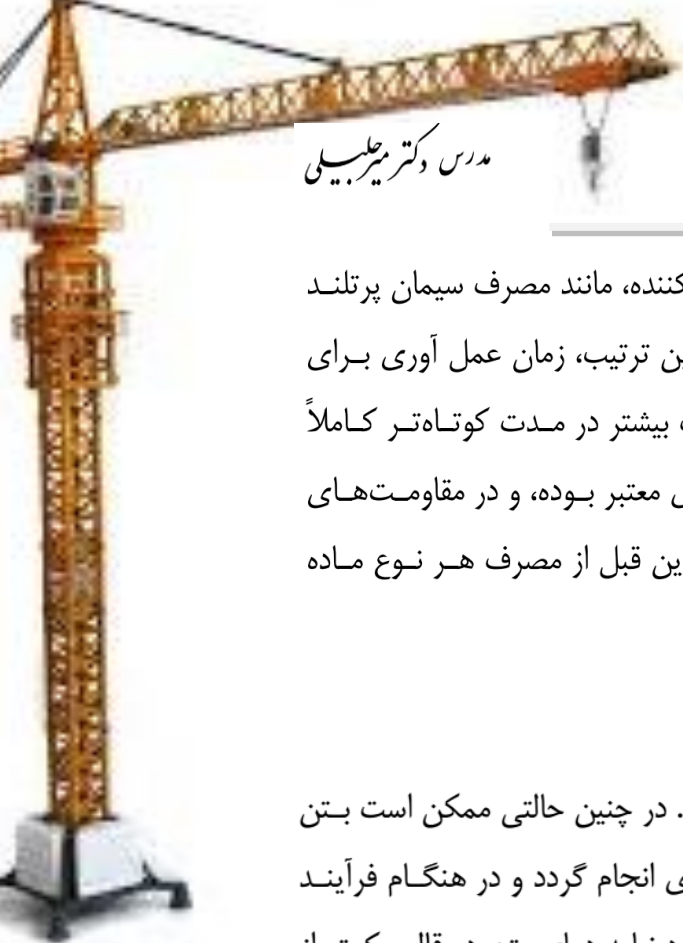 مدرس دکتر میرجلیلی
کننده، مانند مصرف سیمان پرتلند
ین ترتیب، زمان عمل آوری برای
بیشتر در مدت کوتاه‌تر کاملاً
معتبر بوده، و در مقاومت‌های
ین قبل از مصرف هر نوع ماده
. در چنین حالتی ممکن است بتن
ی انجام گردد و در هنگام فرآیند